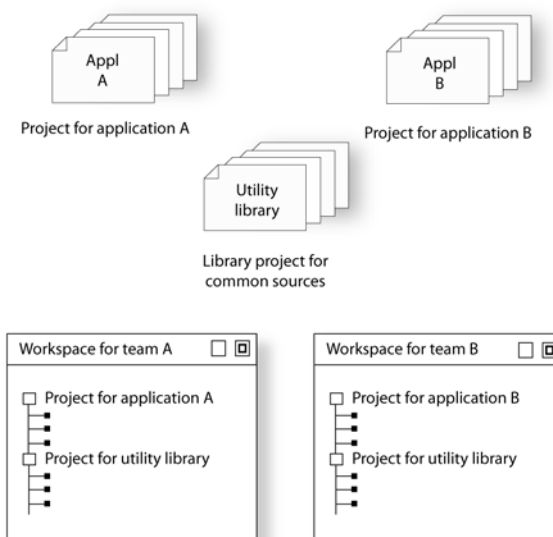 Appl
A
Appl
B
Project for application A
Project for application B
Utility
library
Library project for
common sources
Workspace for team A
Workspace for team B
Project for application A
Project for application B
Project for utility library
Project for utility library